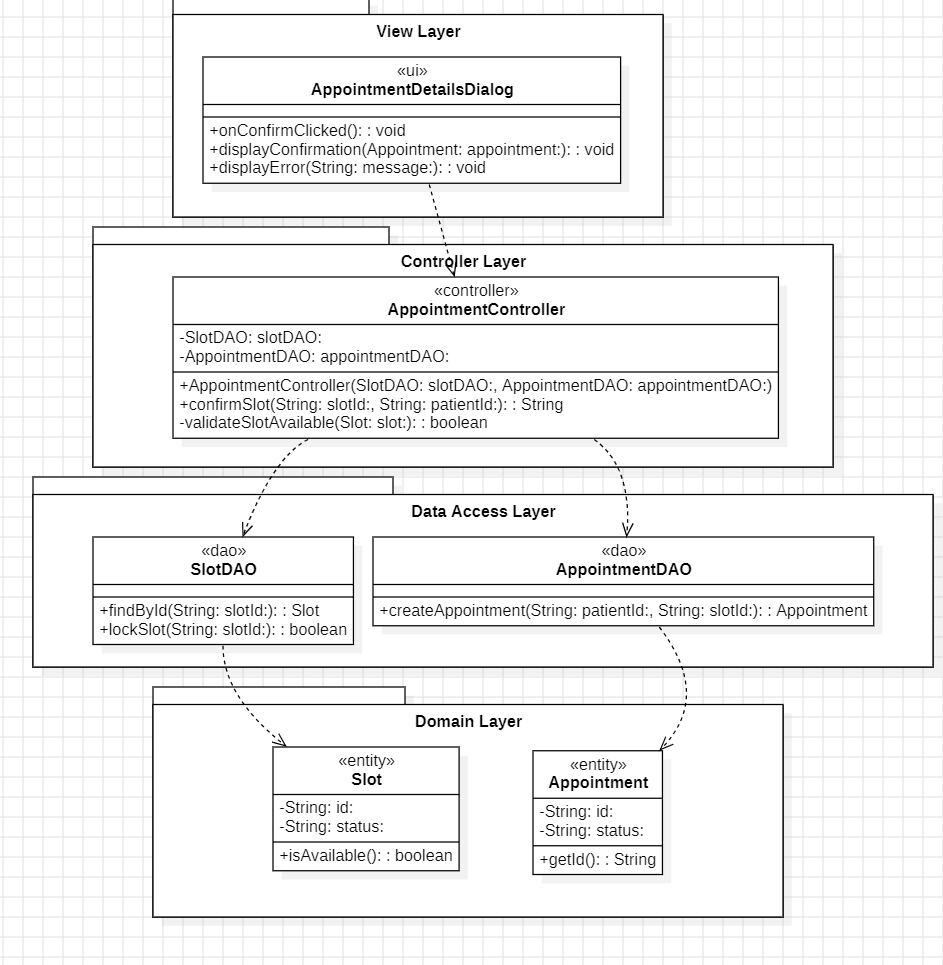 View Layer
«ui»
AppointmentDetailsDialog
+onConfirmClicked(): : void
+displayConfirmation(Appointment: appointment:): : void
+displayError(String: message:): : void
Controller Layer
«controller»
AppointmentController
-SlotDAO: slotDAO:
-AppointmentDAO: appointmentDAO:
+AppointmentController(SlotDAO: slotDAO:, AppointmentDAO: appointmentDAO:)
+confirmSlot(String: slotId:, String: patientId:): : String
-validateSlotAvailable(Slot: slot:): : boolean
Data Access Layer
«dao»
SlotDAO
+findById(String: slotId:): : Slot
+lockSlot(String: slotId:): : boolean
«dao»
AppointmentDAO
+createAppointment(String: patientId:, String: slotId:): : Appointment
Domain Layer
«entity»
Slot
-String: id:
-String: status:
+isAvailable(): : boolean
«entity»
Appointment
-String: id:
-String: status:
+getId(): : String